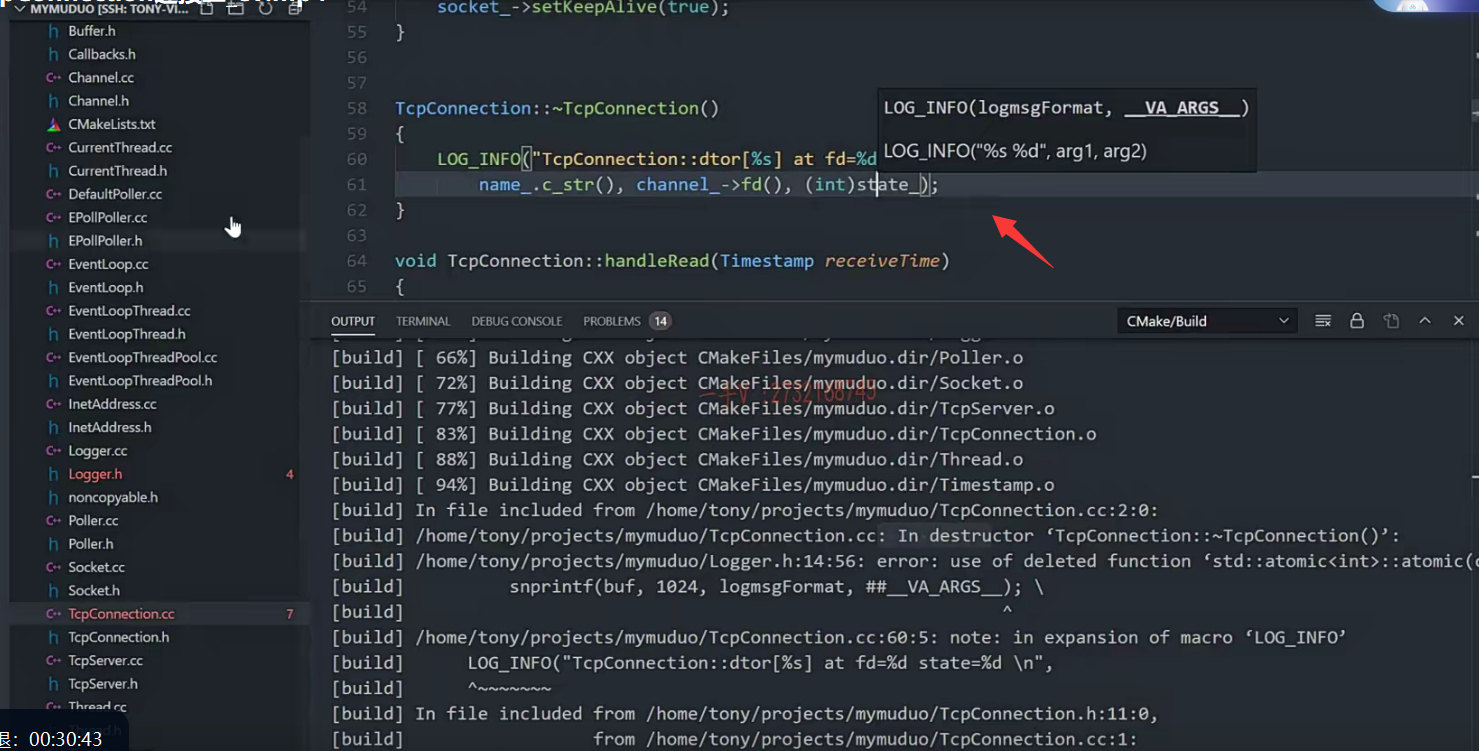 MYMUDUO [SSH: TONY-VI...
Buffer.h
Callbacks.h
Channel.cc
Channel.h
CMakeLists.txt
CurrentThread.cc
CurrentThread.h
DefaultPoller.cc
EPollPoller.cc
EPollPoller.h
EventLoop.cc
EventLoop.h
EventLoopThread.cc
EventLoopThread.h
EventLoopThreadPool.cc
EventLoopThreadPool.h
InetAddress.cc
InetAddress.h
Logger.cc
Logger.h 4
noncopyable.h
Poller.cc
Poller.h
Socket.cc
Socket.h
TcpConnection.cc 7
TcpConnection.h
TcpServer.cc
TcpServer.h
Thread.cc
00:30:43
54 socket_->setKeepAlive(true);
55 }
56
57
58 TcpConnection::~TcpConnection()
59 {
60 LOG_INFO("TcpConnection::dtor[%s] at fd=%d
61 name_.c_str(), channel_->fd(), (int)state_);
62 }
63
64 void TcpConnection::handleRead(Timestamp receiveTime)
65 {
LOG_INFO(logmsgFormat, __VA_ARGS__)
LOG_INFO("%s %d", arg1, arg2)
OUTPUT TERMINAL DEBUG CONSOLE PROBLEMS 14 CMake/Build
[build] [ 66%] Building CXX object CMakeFiles/mymuduo.dir/Poller.o
[build] [ 72%] Building CXX object CMakeFiles/mymuduo.dir/Socket.o
[build] [ 77%] Building CXX object CMakeFiles/mymuduo.dir/TcpServer.o
[build] [ 83%] Building CXX object CMakeFiles/mymuduo.dir/TcpConnection.o
[build] [ 88%] Building CXX object CMakeFiles/mymuduo.dir/Thread.o
[build] [ 94%] Building CXX object CMakeFiles/mymuduo.dir/Timestamp.o
[build] In file included from /home/tony/projects/mymuduo/TcpConnection.cc:2:0:
[build] /home/tony/projects/mymuduo/TcpConnection.cc: In destructor ‘TcpConnection::~TcpConnection()’:
[build] /home/tony/projects/mymuduo/Logger.h:14:56: error: use of deleted function ‘std::atomic<int>::atomic(
[build] snprintf(buf, 1024, logmsgFormat, ##__VA_ARGS__); \
[build] ^
[build] /home/tony/projects/mymuduo/TcpConnection.cc:60:5: note: in expansion of macro ‘LOG_INFO’
[build] LOG_INFO("TcpConnection::dtor[%s] at fd=%d state=%d \n",
[build] ^~~~~~~~
[build] In file included from /home/tony/projects/mymuduo/TcpConnection.h:11:0,
[build] from /home/tony/projects/mymuduo/TcpConnection.cc:1: